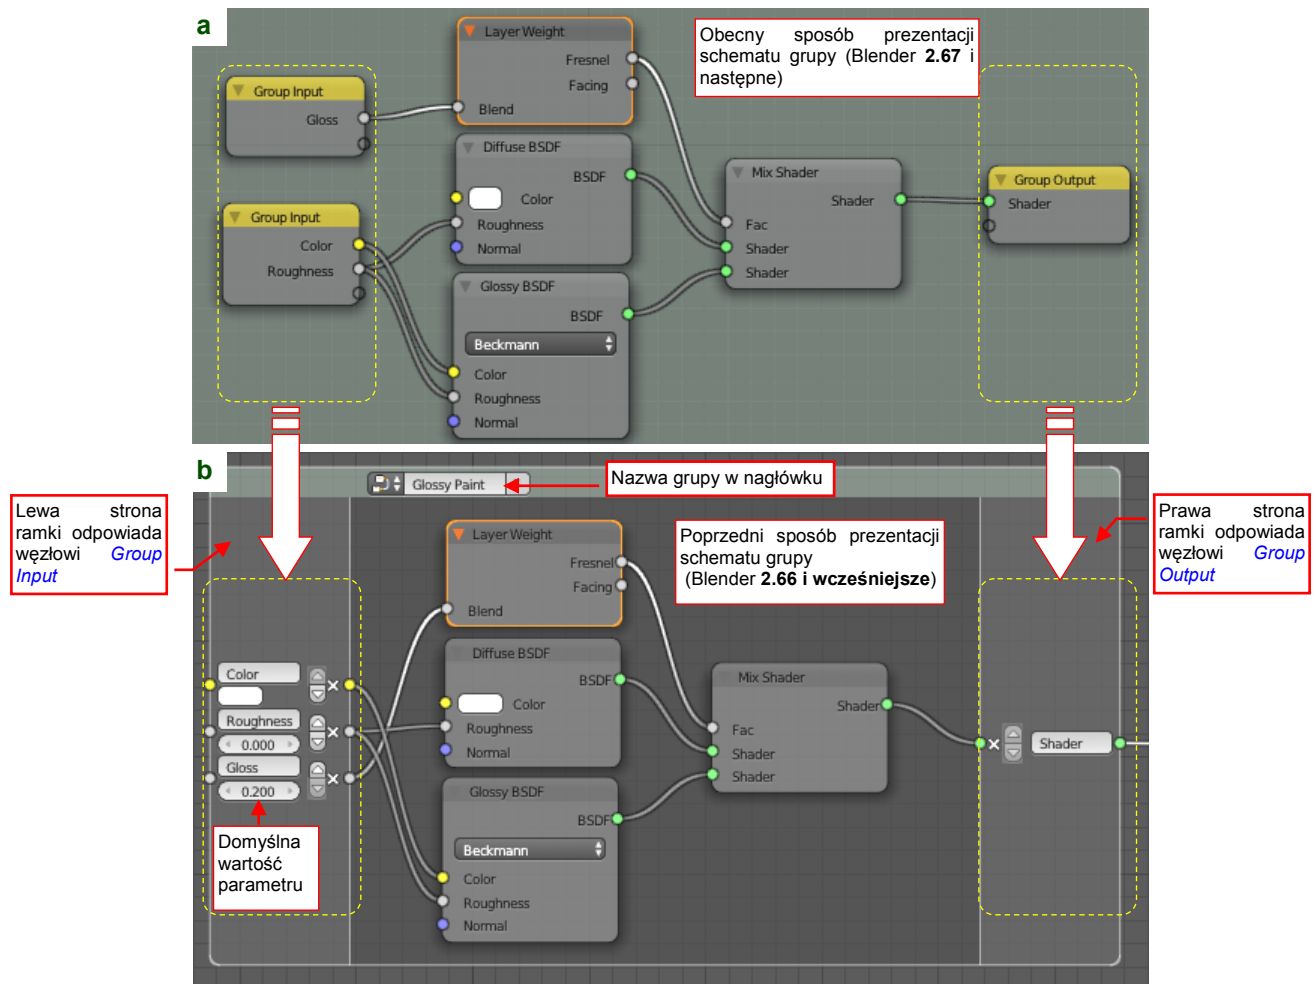 a
Layer Weight
Fresnel
Facing
Blend
Obecny sposób prezentacji
schematu grupy (Blender 2.67 i
następne)
Group Input
Gloss
Diffuse BSDF
BSDF
Color
Roughness
Normal
Mix Shader
Shader
Fac
Shader
Shader
Group Output
Shader
Group Input
Color
Roughness
Glossy BSDF
BSDF
Beckmann
Color
Roughness
Normal
b
Glossy Paint
Nazwa grupy w nagłówku
Lewa strona
ramki odpowiada
węzłowi Group
Input
Prawa strona
ramki odpowiada
węzłowi Group
Output
Layer Weight
Fresnel
Facing
Blend
Poprzedni sposób prezentacji
schematu grupy
(Blender 2.66 i wcześniejsze)
Diffuse BSDF
BSDF
Color
Roughness
Normal
Color
Roughness
0.000
Gloss
0.200
Mix Shader
Shader
Fac
Shader
Shader
Shader
Domyślna
wartość
parametru
Glossy BSDF
BSDF
Beckmann
Color
Roughness
Normal